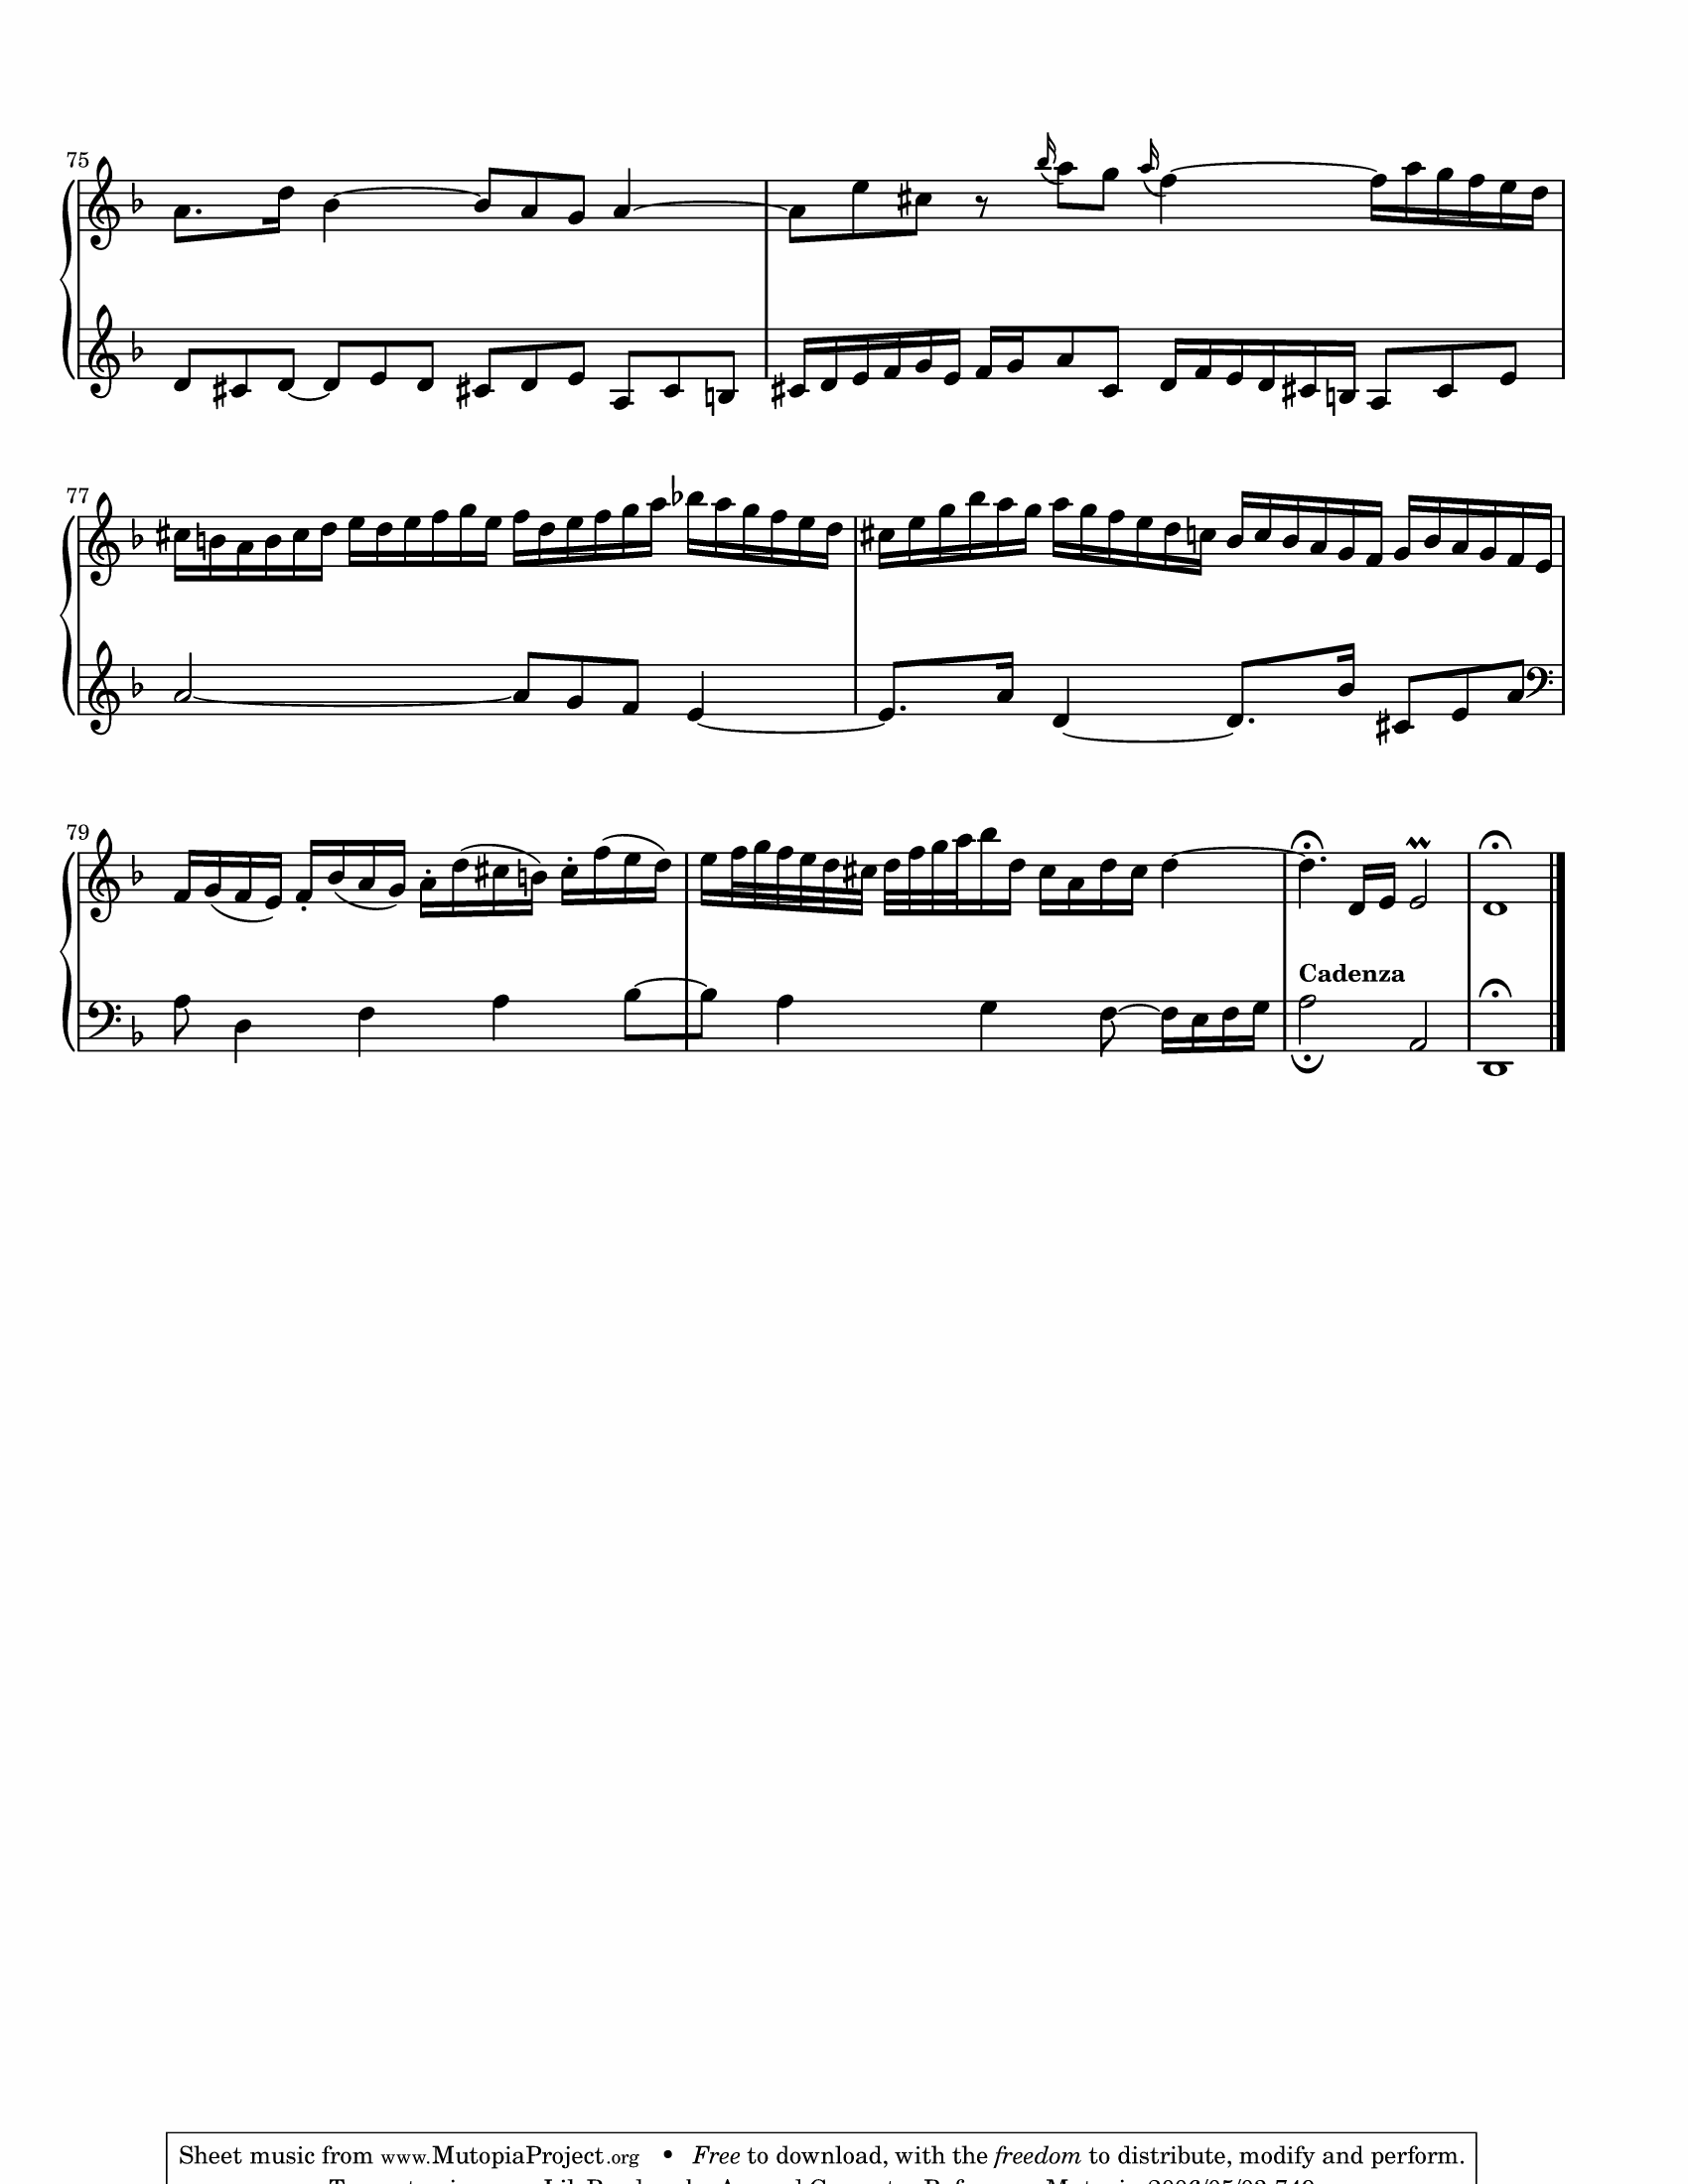 75
77
79
Cadenza
Sheet music from www.MutopiaProject.org • Free to download, with the freedom to distribute, modify and perform.